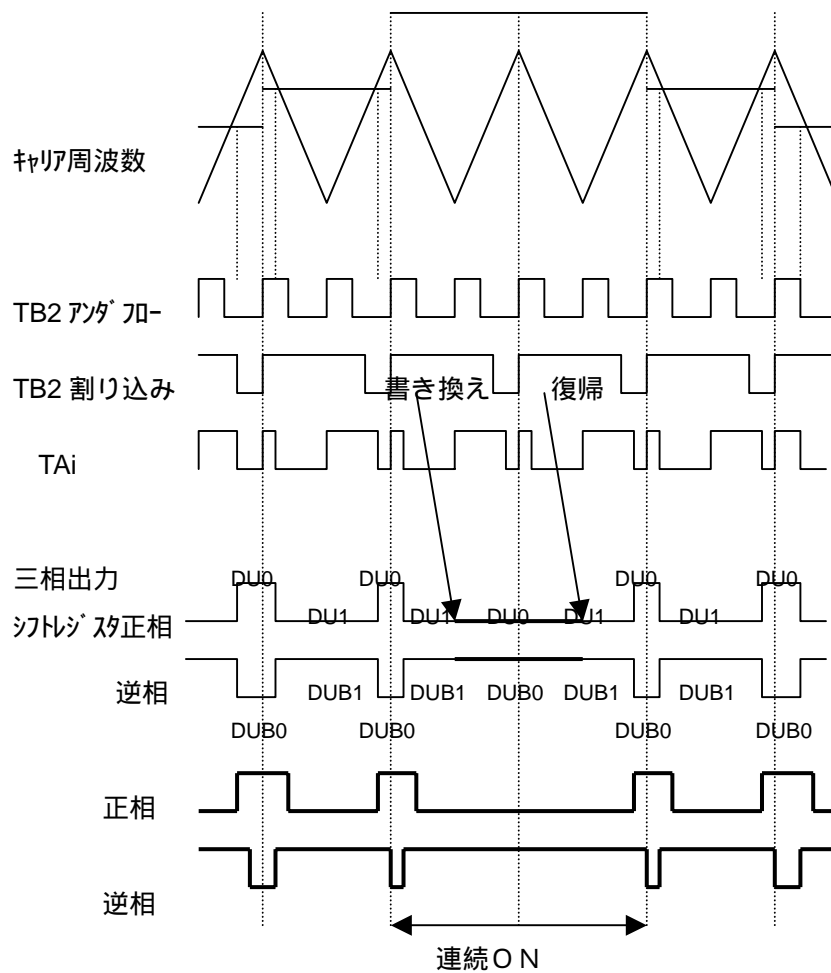 キャリア周波数
TB2 アンダフロー
TB2 割り込み
書き換え
復帰
TAi
三相出力
DU0 DU0 DU0 DU0
シフトレジスタ正相
DU1 DU1 DU0 DU1 DU1
逆相
DUB1 DUB1 DUB0 DUB1 DUB1
DUB0 DUB0 DUB0 DUB0
正相
逆相
連続ON